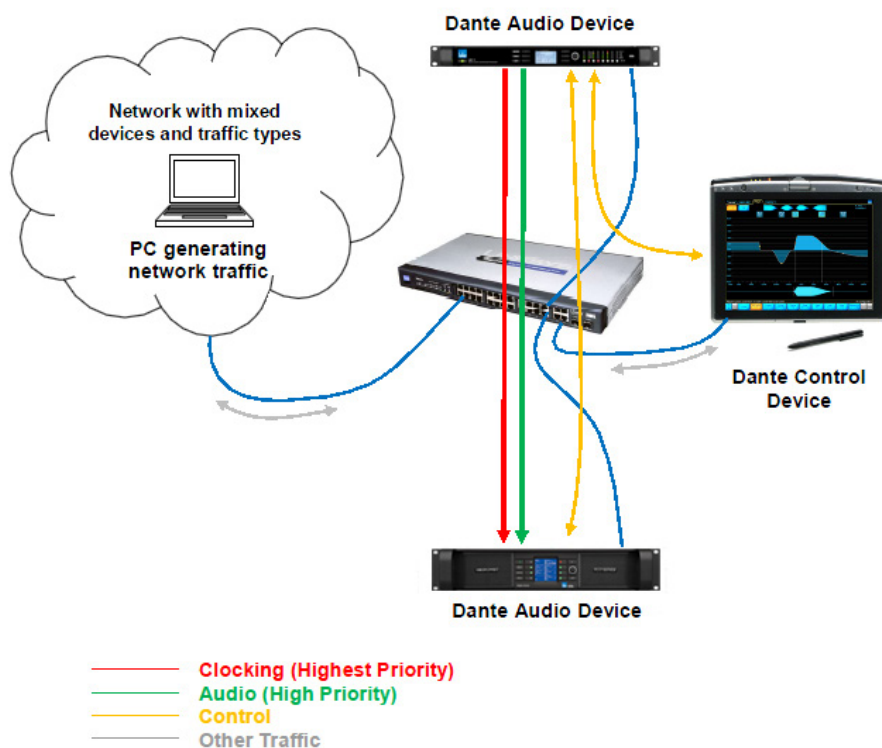 Dante Audio Device
Network with mixed
devices and traffic types
PC generating
network traffic
Dante Control
Device
Dante Audio Device
Clocking (Highest Priority)
Audio (High Priority)
Control
Other Traffic